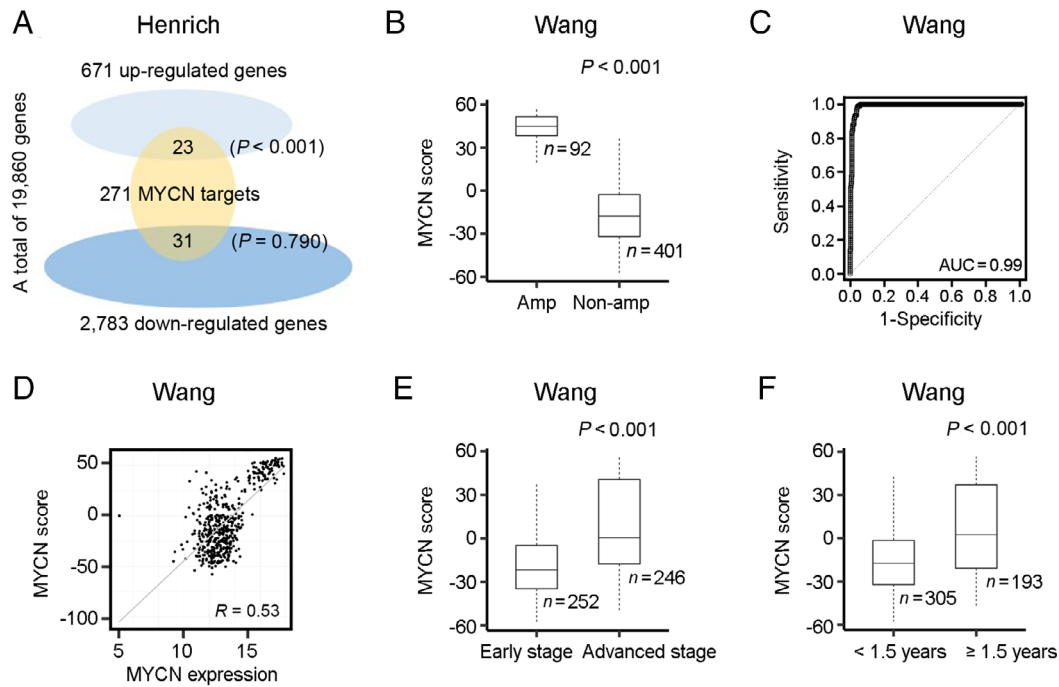 A
Henrich
A total of 19,860 genes
671 up-regulated genes
23 (P < 0.001)
271 MYCN targets
31 (P = 0.790)
2,783 down-regulated genes
B
Wang
P < 0.001
MYCN score
60
30
0
-30
-60
n = 92
n = 401
Amp Non-amp
C
Wang
Sensitivity
1.0
0.8
0.6
0.4
0.2
0.0
AUC = 0.99
0.0 0.2 0.4 0.6 0.8 1.0
1-Specificity
D
Wang
MYCN score
50
0
-50
-100
R = 0.53
5 10 15
MYCN expression
E
Wang
P < 0.001
MYCN score
60
30
0
-30
-60
n = 252
n = 246
Early stage Advanced stage
F
Wang
P < 0.001
MYCN score
60
30
0
-30
-60
n = 305
n = 193
< 1.5 years ≥ 1.5 years